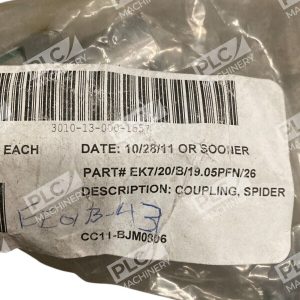 3010-13-000-1657
EACH DATE: 10/28/11 OR SOONER
PART# EK7/20/B/19.05PFN/26
DESCRIPTION: COUPLING, SPIDER
CC11-BJM0306
PLC
MACHINERY